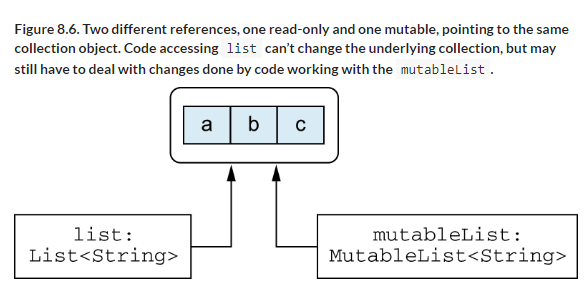 Figure 8.6. Two different references, one read-only and one mutable, pointing to the same
collection object. Code accessing list can't change the underlying collection, but may
still have to deal with changes done by code working with the mutableList .
a b c
list:
List<String>
mutableList:
MutableList<String>